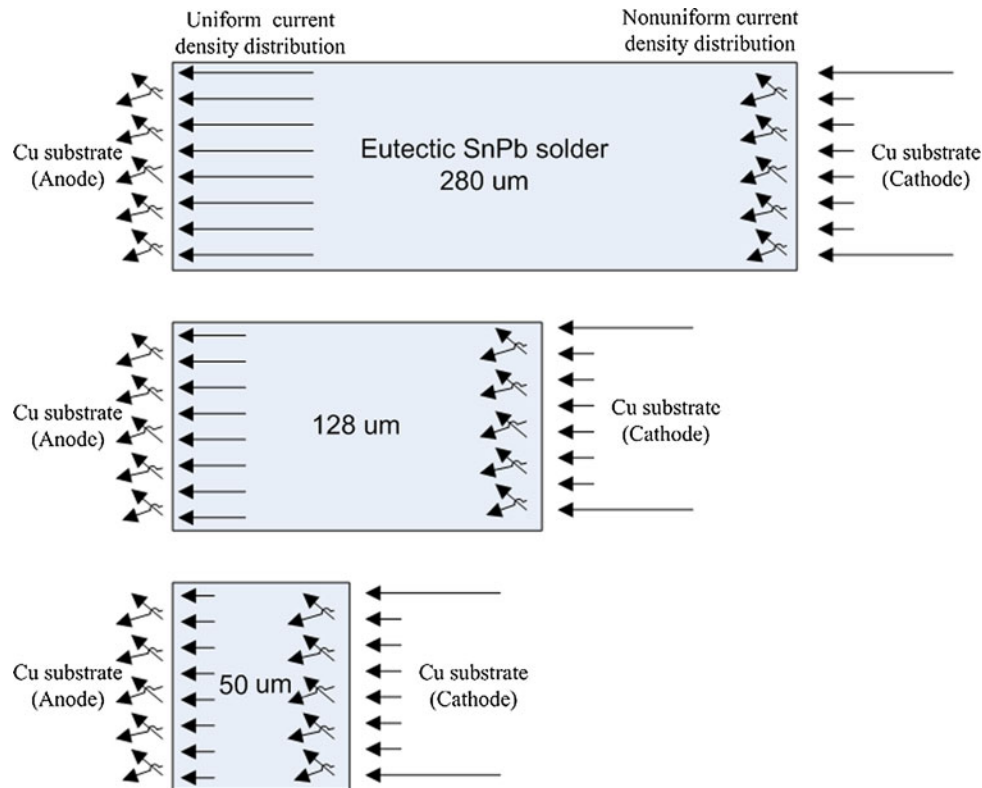 Uniform current
density distribution
Nonuniform current
density distribution
Cu substrate
(Anode)
Eutectic SnPb solder
280 um
Cu substrate
(Cathode)
Cu substrate
(Anode)
128 um
Cu substrate
(Cathode)
Cu substrate
(Anode)
50 um
Cu substrate
(Cathode)